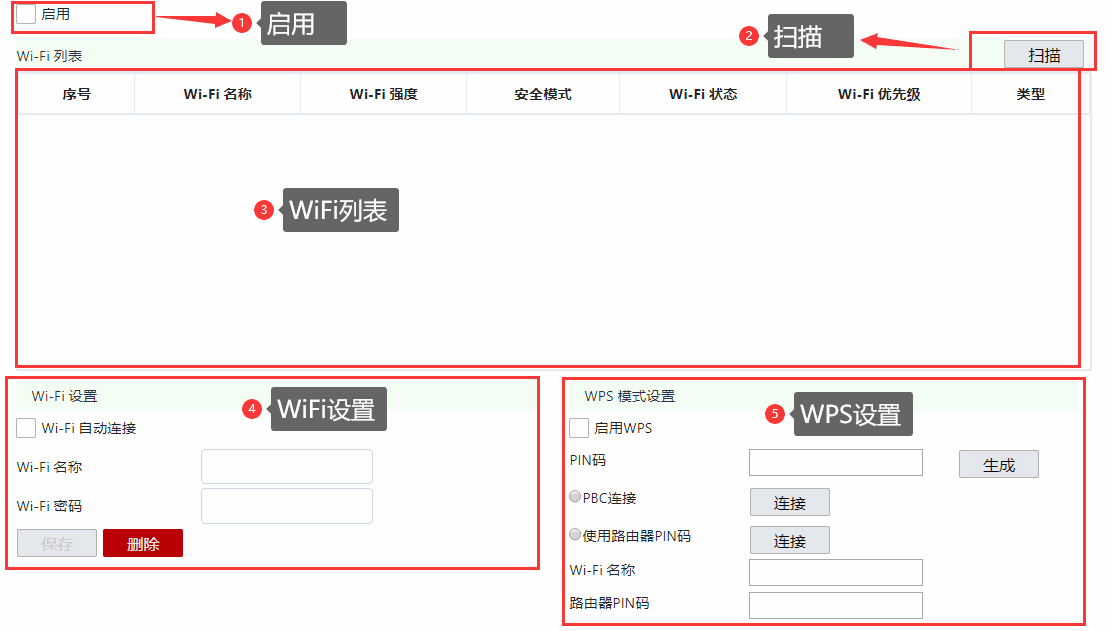 启用
1 启用
2 扫描
Wi-Fi 列表
扫描
序号 Wi-Fi 名称 Wi-Fi 强度 安全模式 Wi-Fi 状态 Wi-Fi 优先级 类型
3 WiFi列表
Wi-Fi 设置
4 WiFi设置
Wi-Fi 自动连接
Wi-Fi 名称
Wi-Fi 密码
保存 删除
WPS 模式设置
5 WPS设置
启用WPS
PIN码 生成
PBC连接 连接
使用路由器PIN码 连接
Wi-Fi 名称
路由器PIN码